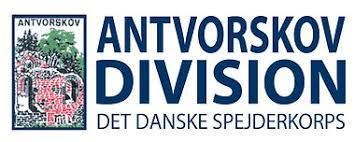 ANTVORSKOV
ANTVORSKOV
DIVISION
DET DANSKE SPEJDERKORPS